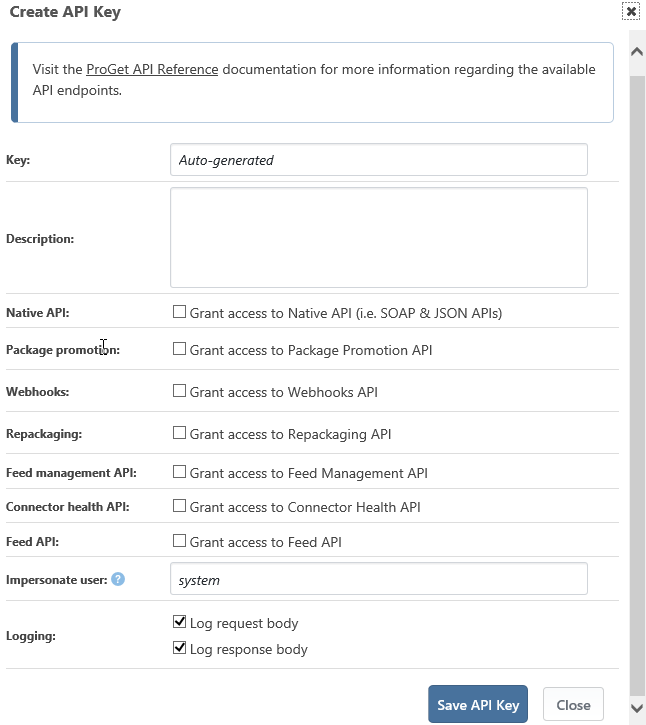 Create API Key
Visit the ProGet API Reference documentation for more information regarding the available
API endpoints.
Key: Auto-generated
Description:
Native API: Grant access to Native API (i.e. SOAP & JSON APIs)
Package promotion: Grant access to Package Promotion API
Webhooks: Grant access to Webhooks API
Repackaging: Grant access to Repackaging API
Feed management API: Grant access to Feed Management API
Connector health API: Grant access to Connector Health API
Feed API: Grant access to Feed API
Impersonate user: ? system
Logging:
Log request body
Log response body
Save API Key Close